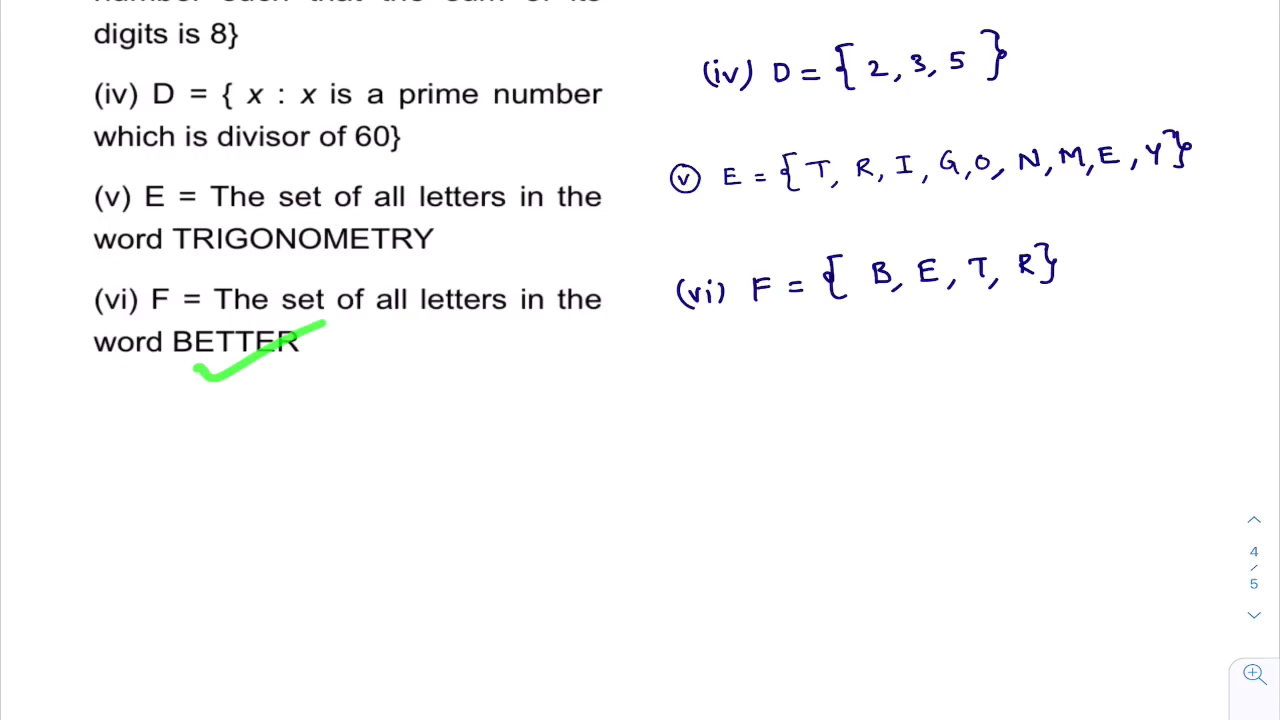 digits is 8}
(iv) D = { x : x is a prime number
which is divisor of 60}
(v) E = The set of all letters in the
word TRIGONOMETRY
(vi) F = The set of all letters in the
word BETTER
(iv) D = { 2, 3, 5 }
(v) E = { T, R, I, G, O, N, M, E, Y }
(vi) F = { B, E, T, R }
4
/
5